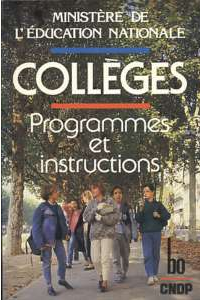 MINISTÈRE DE
L'ÉDUCATION NATIONALE
COLLÈGES
Programmes
et
instructions
bo
CNDP